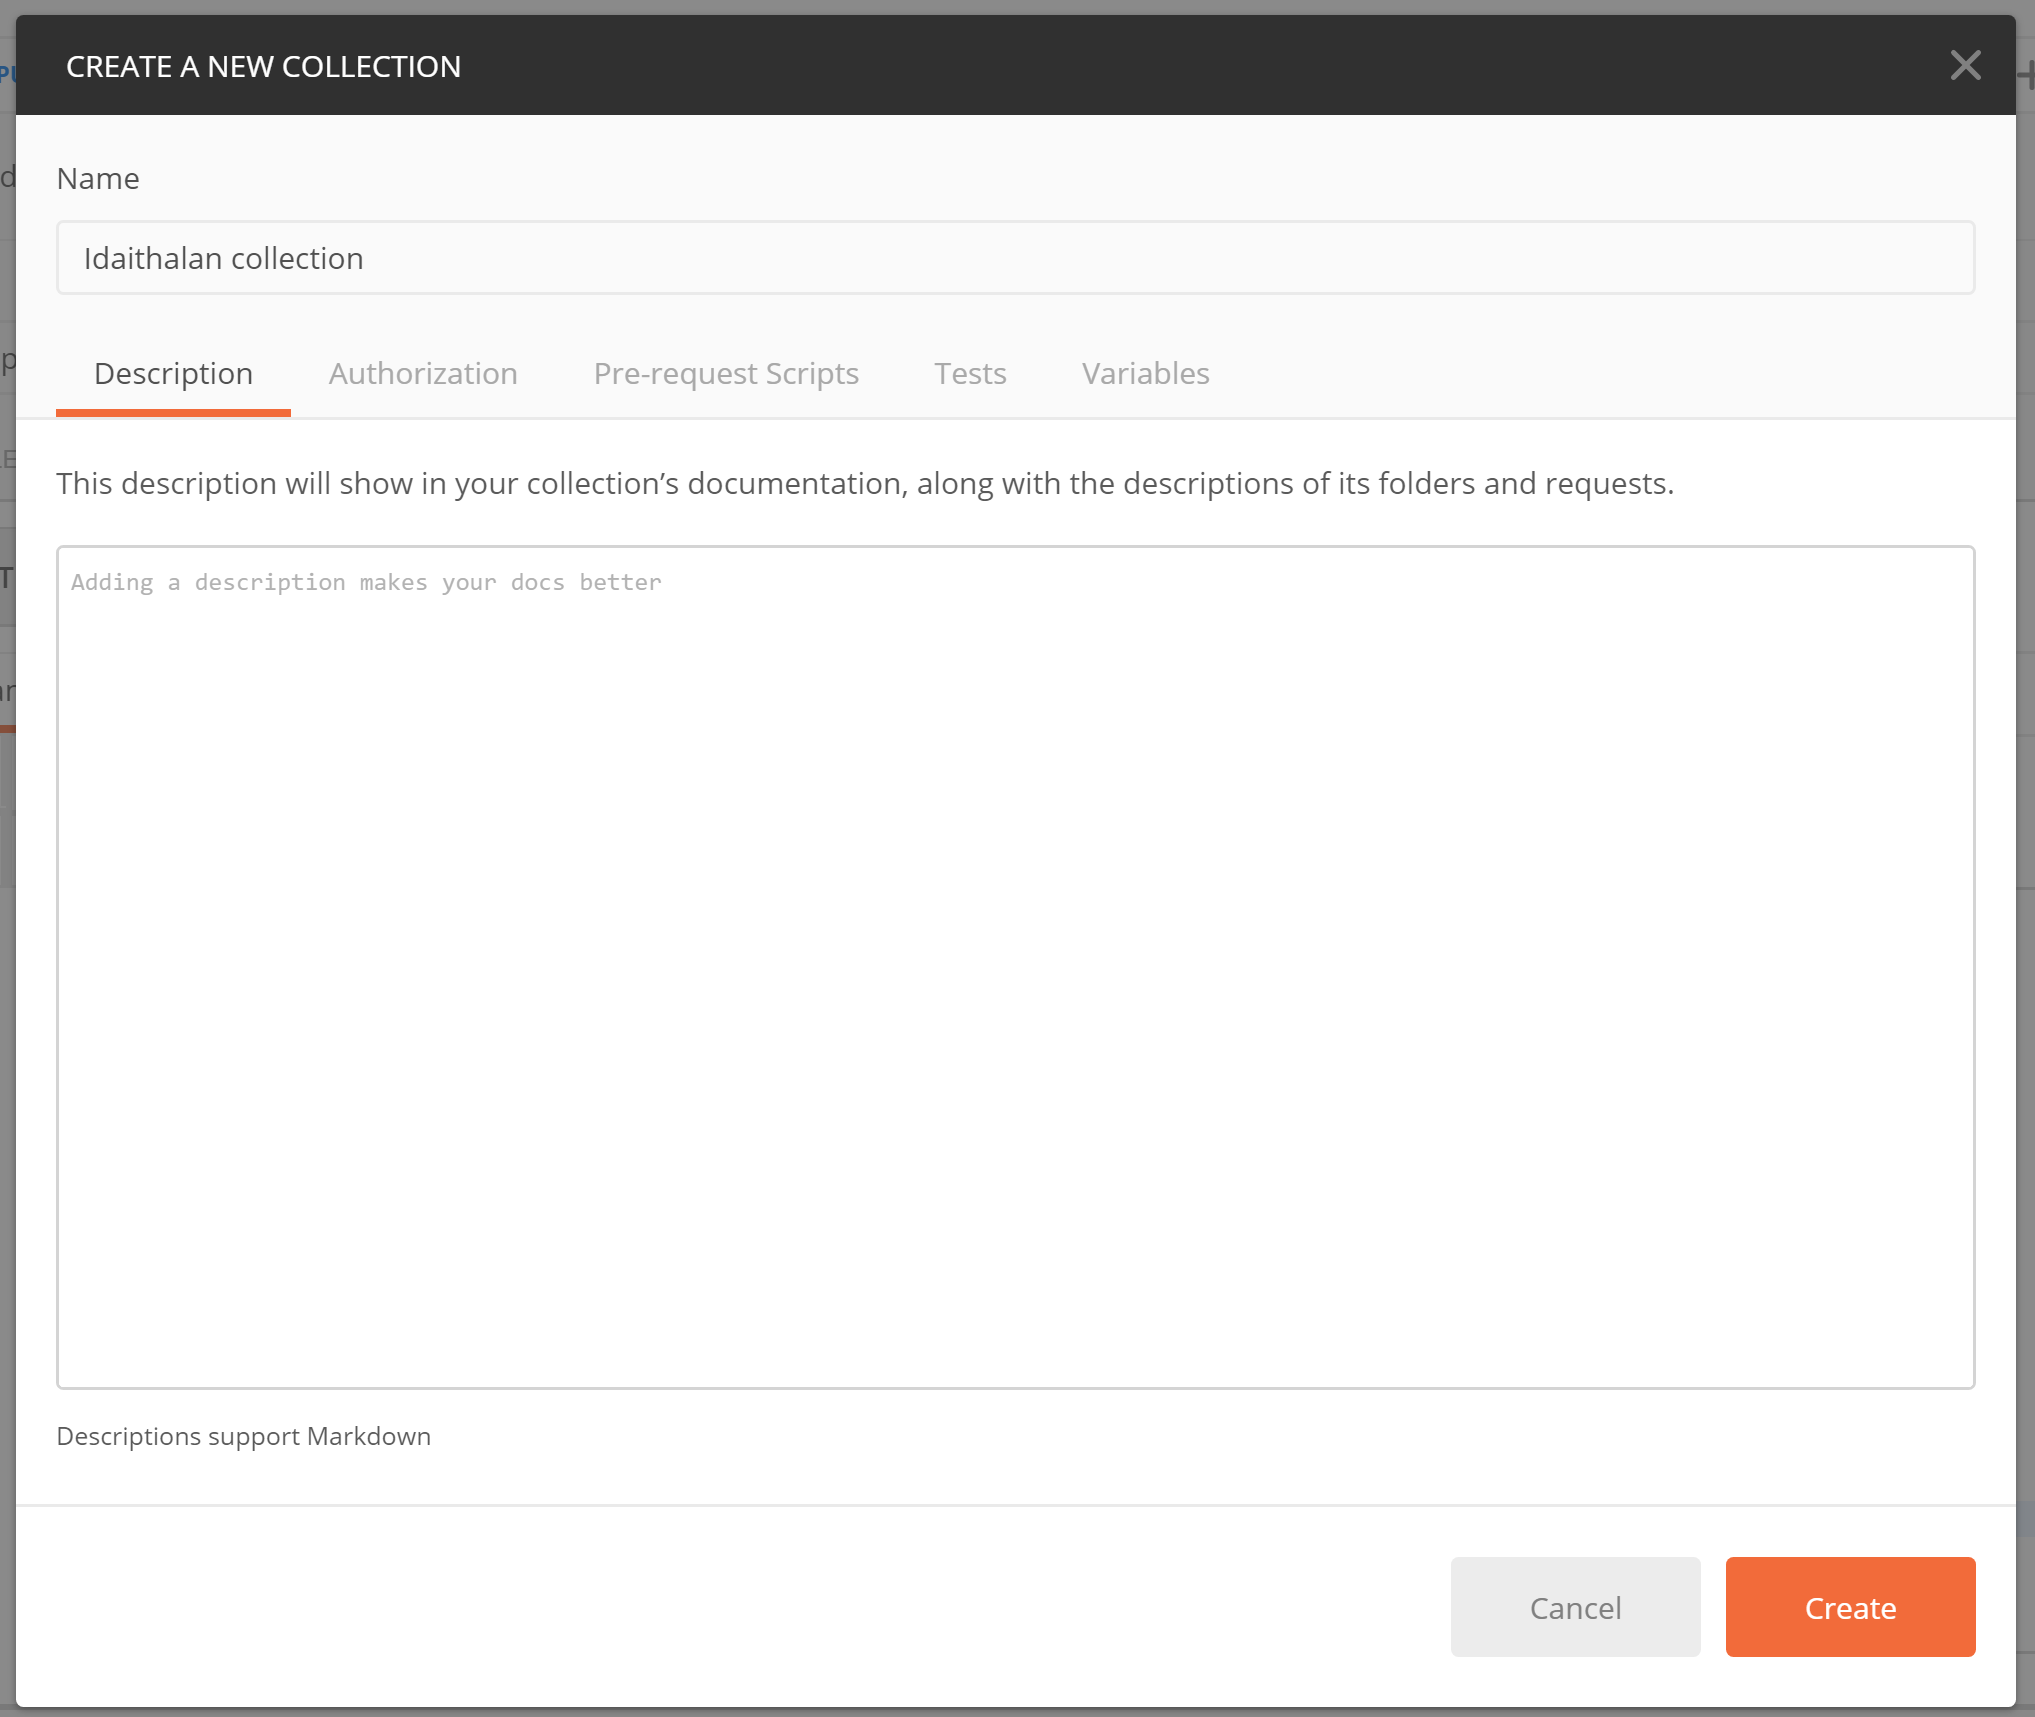 CREATE A NEW COLLECTION
Name
Idaithalan collection
Description Authorization Pre-request Scripts Tests Variables
This description will show in your collection’s documentation, along with the descriptions of its folders and requests.
Adding a description makes your docs better
Descriptions support Markdown
Cancel Create